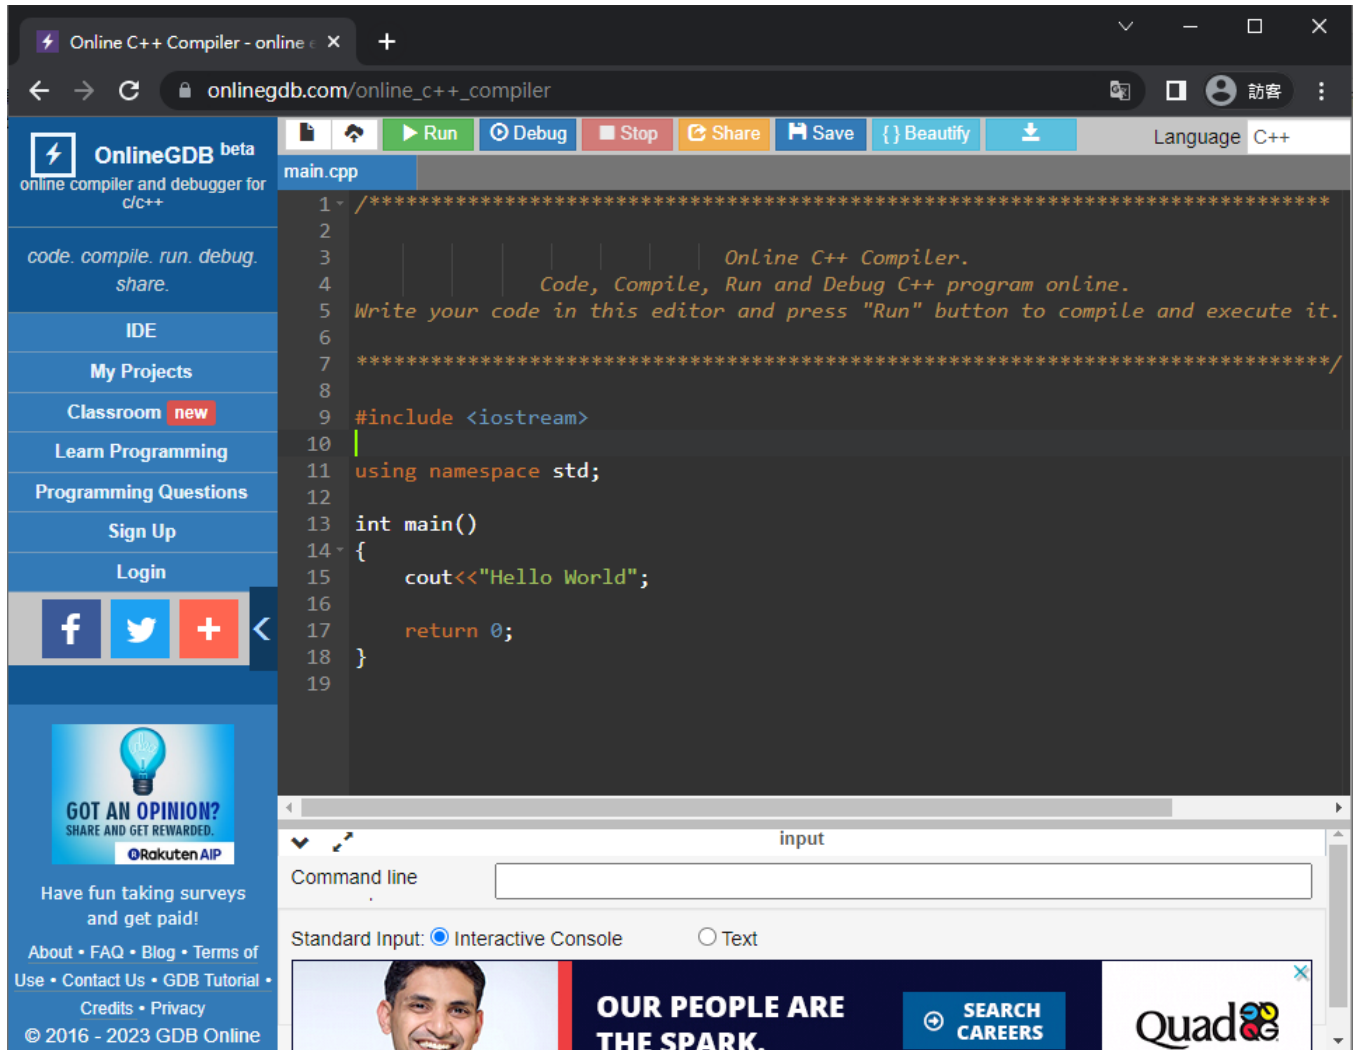 Online C++ Compiler - online e
onlinegdb.com/online_c++_compiler
訪客
OnlineGDB beta
online compiler and debugger for
c/c++
code. compile. run. debug.
share.
IDE
My Projects
Classroom new
Learn Programming
Programming Questions
Sign Up
Login
GOT AN OPINION?
SHARE AND GET REWARDED.
Rakuten AIP
Have fun taking surveys
and get paid!
About • FAQ • Blog • Terms of
Use • Contact Us • GDB Tutorial •
Credits • Privacy
© 2016 - 2023 GDB Online
Run Debug Stop Share Save { } Beautify
Language C++
main.cpp
1 /******************************************************************************
2
3 Online C++ Compiler.
4 Code, Compile, Run and Debug C++ program online.
5 Write your code in this editor and press "Run" button to compile and execute it.
6
7 *******************************************************************************/
8
9 #include <iostream>
10
11 using namespace std;
12
13 int main()
14 {
15 cout<<"Hello World";
16
17 return 0;
18 }
19
input
Command line
Standard Input: Interactive Console Text
OUR PEOPLE ARE
THE SPARK.
SEARCH
CAREERS
Quad